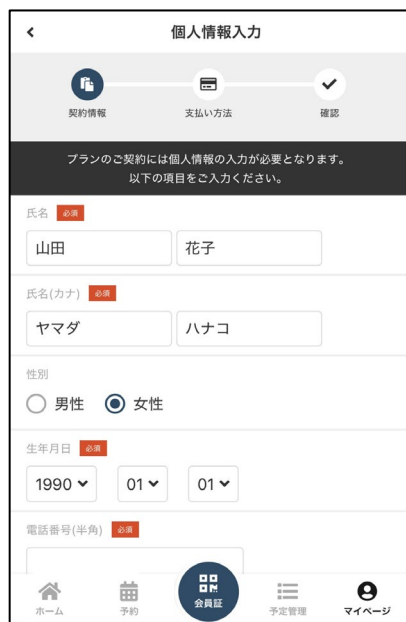 個人情報入力
契約情報 支払い方法 確認
プランのご契約には個人情報の入力が必要となります。
以下の項目をご入力ください。
氏名 必須
山田 花子
氏名(カナ) 必須
ヤマダ ハナコ
性別
男性 女性
生年月日 必須
1990 01 01
電話番号(半角) 必須
ホーム 予約 会員証 予定管理 マイページ